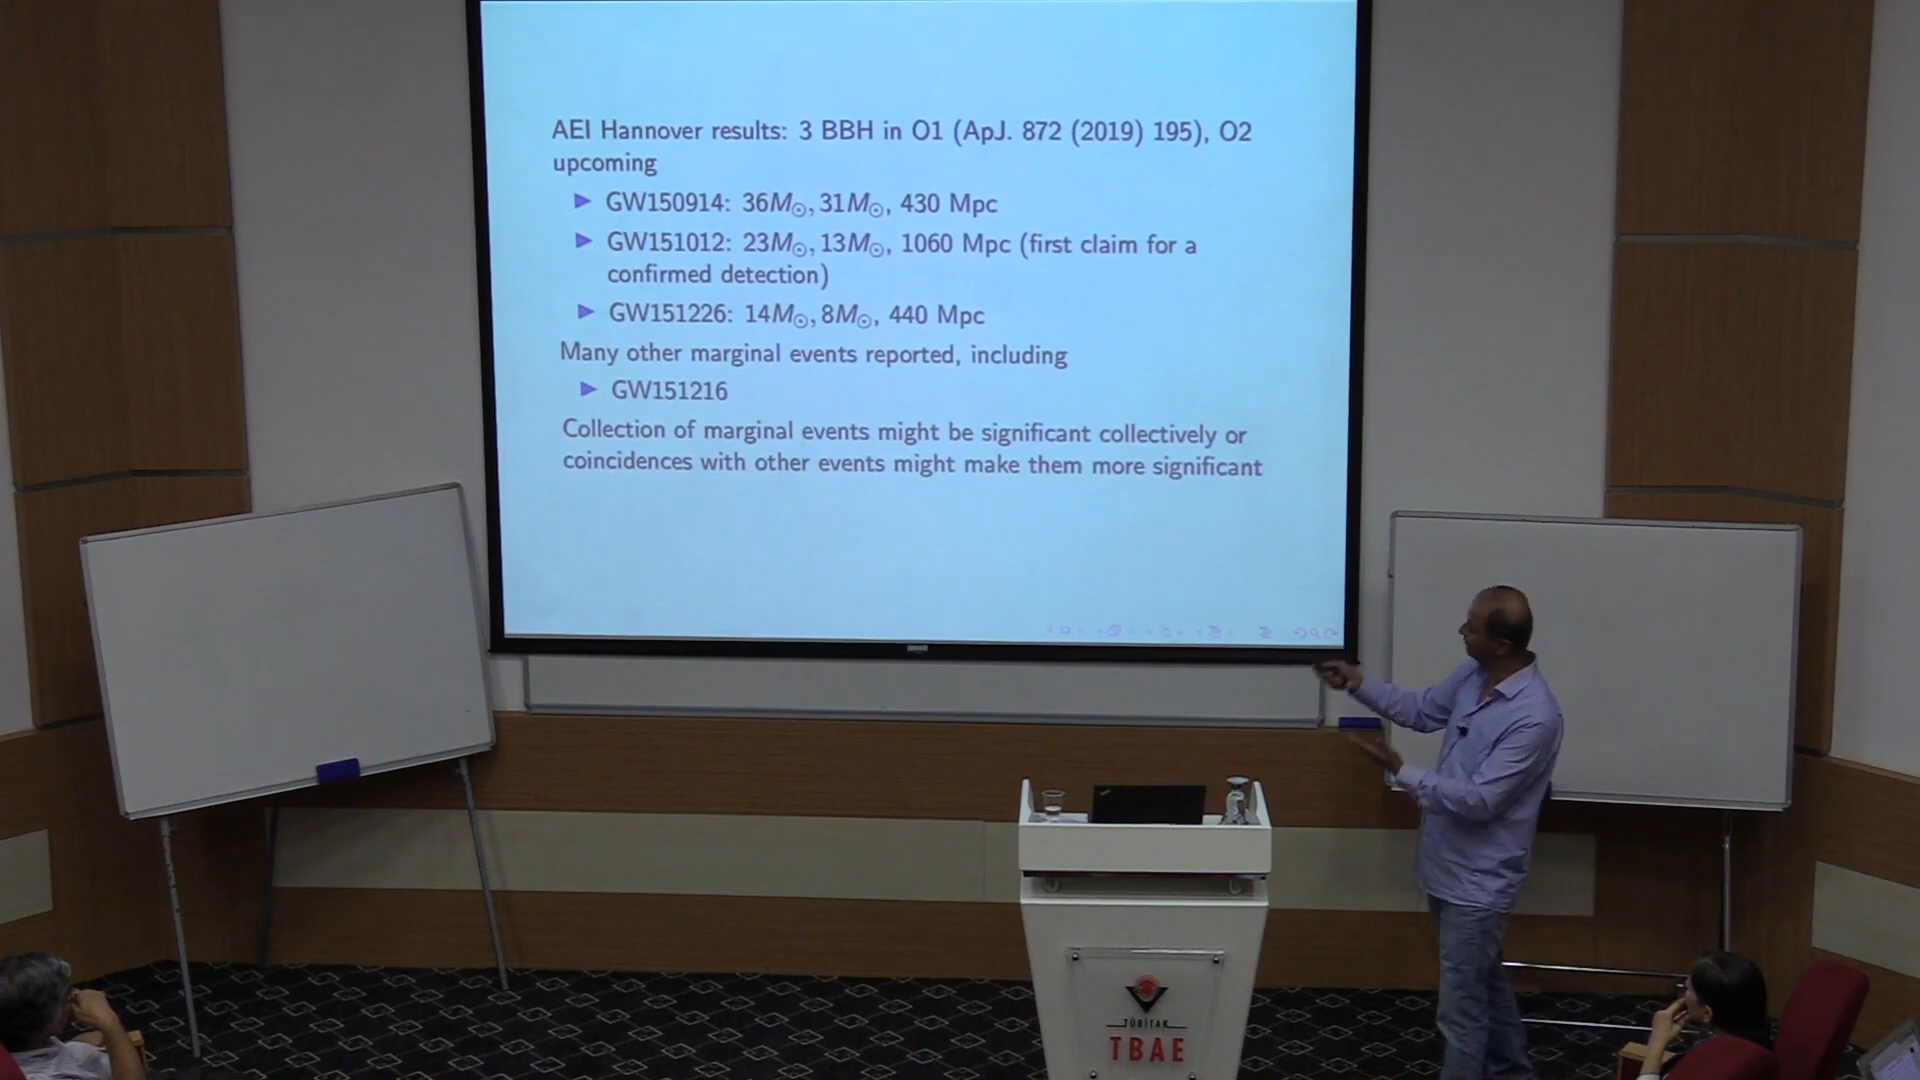 AEI Hannover results: 3 BBH in O1 (ApJ. 872 (2019) 195), O2
upcoming
▶ GW150914: 36M☉, 31M☉, 430 Mpc
▶ GW151012: 23M☉, 13M☉, 1060 Mpc (first claim for a
confirmed detection)
▶ GW151226: 14M☉, 8M☉, 440 Mpc
Many other marginal events reported, including
▶ GW151216
Collection of marginal events might be significant collectively or
coincidences with other events might make them more significant
TÜBİTAK
TBAE